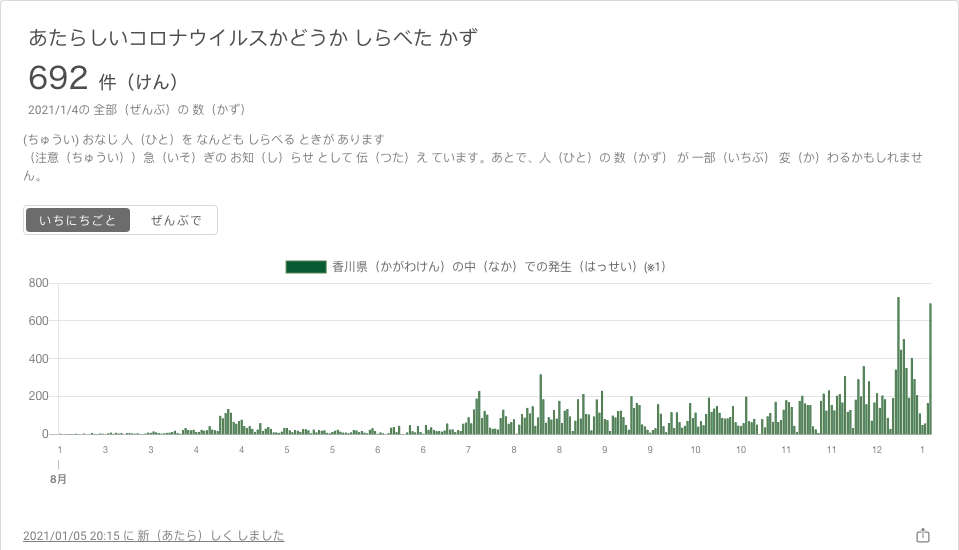 あたらしいコロナウイルスかどうか しらべた かず
692 件（けん）
2021/1/4の 全部（ぜんぶ）の 数（かず）
(ちゅうい) おなじ 人（ひと）を なんども しらべる ときが あります
（注意（ちゅうい））急（いそ）ぎの お知（し）らせ として 伝（つた）え ています。あとで、人（ひと）の 数（かず） が 一部（いちぶ） 変（か）わるかもしれませ
ん。
いちにちごと ぜんぶで
香川県（かがわけん）の中（なか）での発生（はっせい）(※1)
800
600
400
200
0
1 3 3 4 4 5 5 6 6 7 7 8 8 9 9 10 10 11 11 12 1
8月
2021/01/05 20:15 に 新（あたら）しく しました